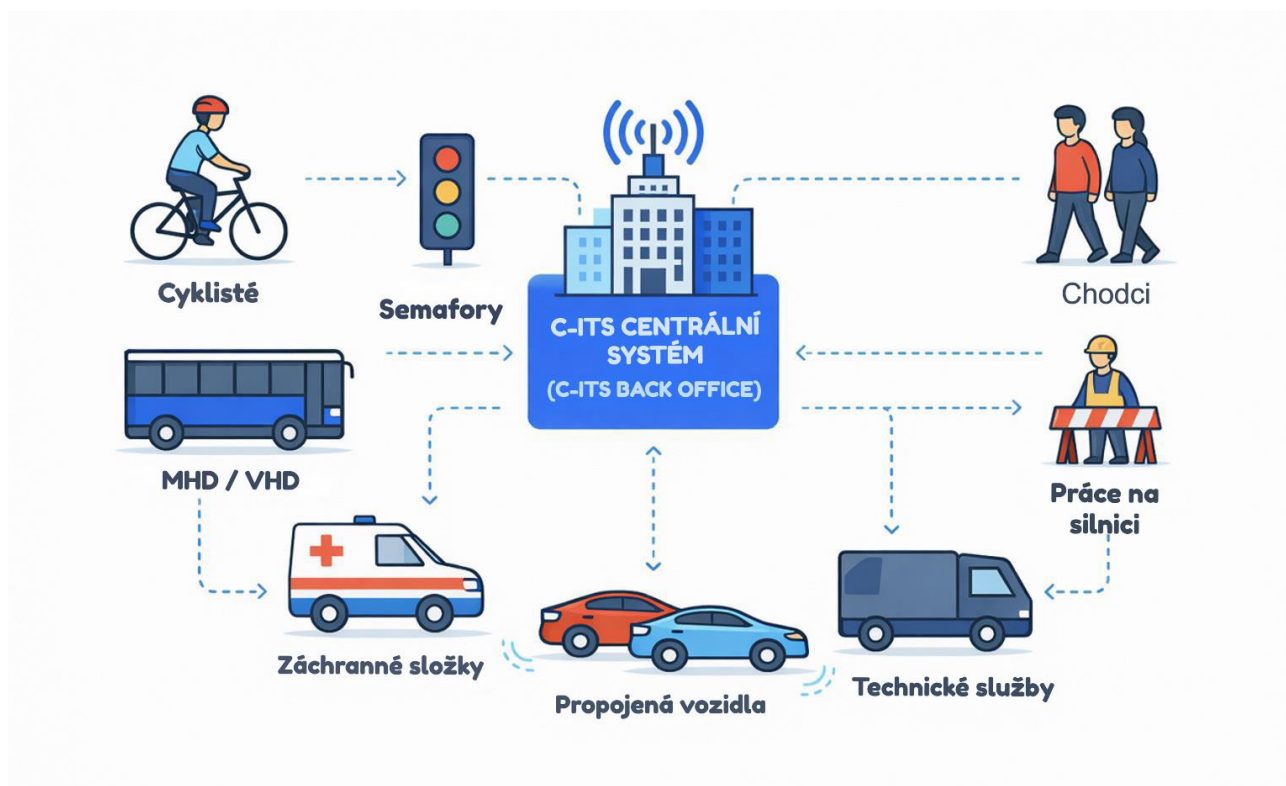 Cyklisté
Semafory
C-ITS CENTRÁLNÍ
SYSTÉM
(C-ITS BACK OFFICE)
Chodci
MHD / VHD
Práce na
silnici
Záchranné složky
Propojená vozidla
Technické služby